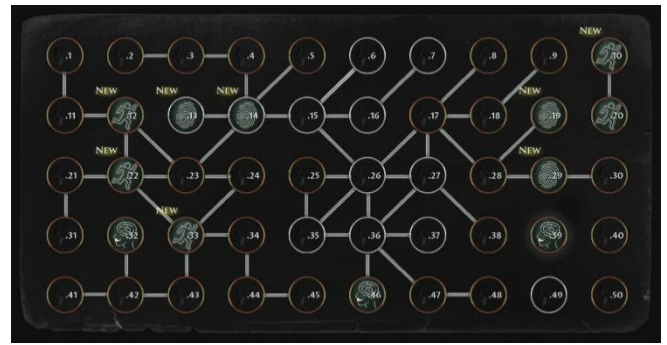 NEW
.1 .2 .3 .4 .5 .6 .7 .8 .9 .10
NEW NEW NEW NEW
.11 .12 .13 .14 .15 .16 .17 .18 .19 .20
NEW NEW
.21 .22 .23 .24 .25 .26 .27 .28 .29 .30
NEW
.31 .32 .33 .34 .35 .36 .37 .38 .39 .40
.41 .42 .43 .44 .45 .46 .47 .48 .49 .50